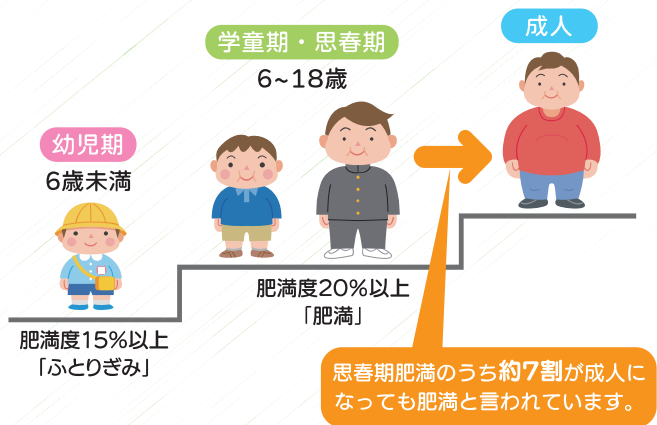 幼児期
6歳未満
肥満度15%以上
「ふとりぎみ」
学童期・思春期
6~18歳
肥満度20%以上
「肥満」
成人
思春期肥満のうち約7割が成人に
なっても肥満と言われています。